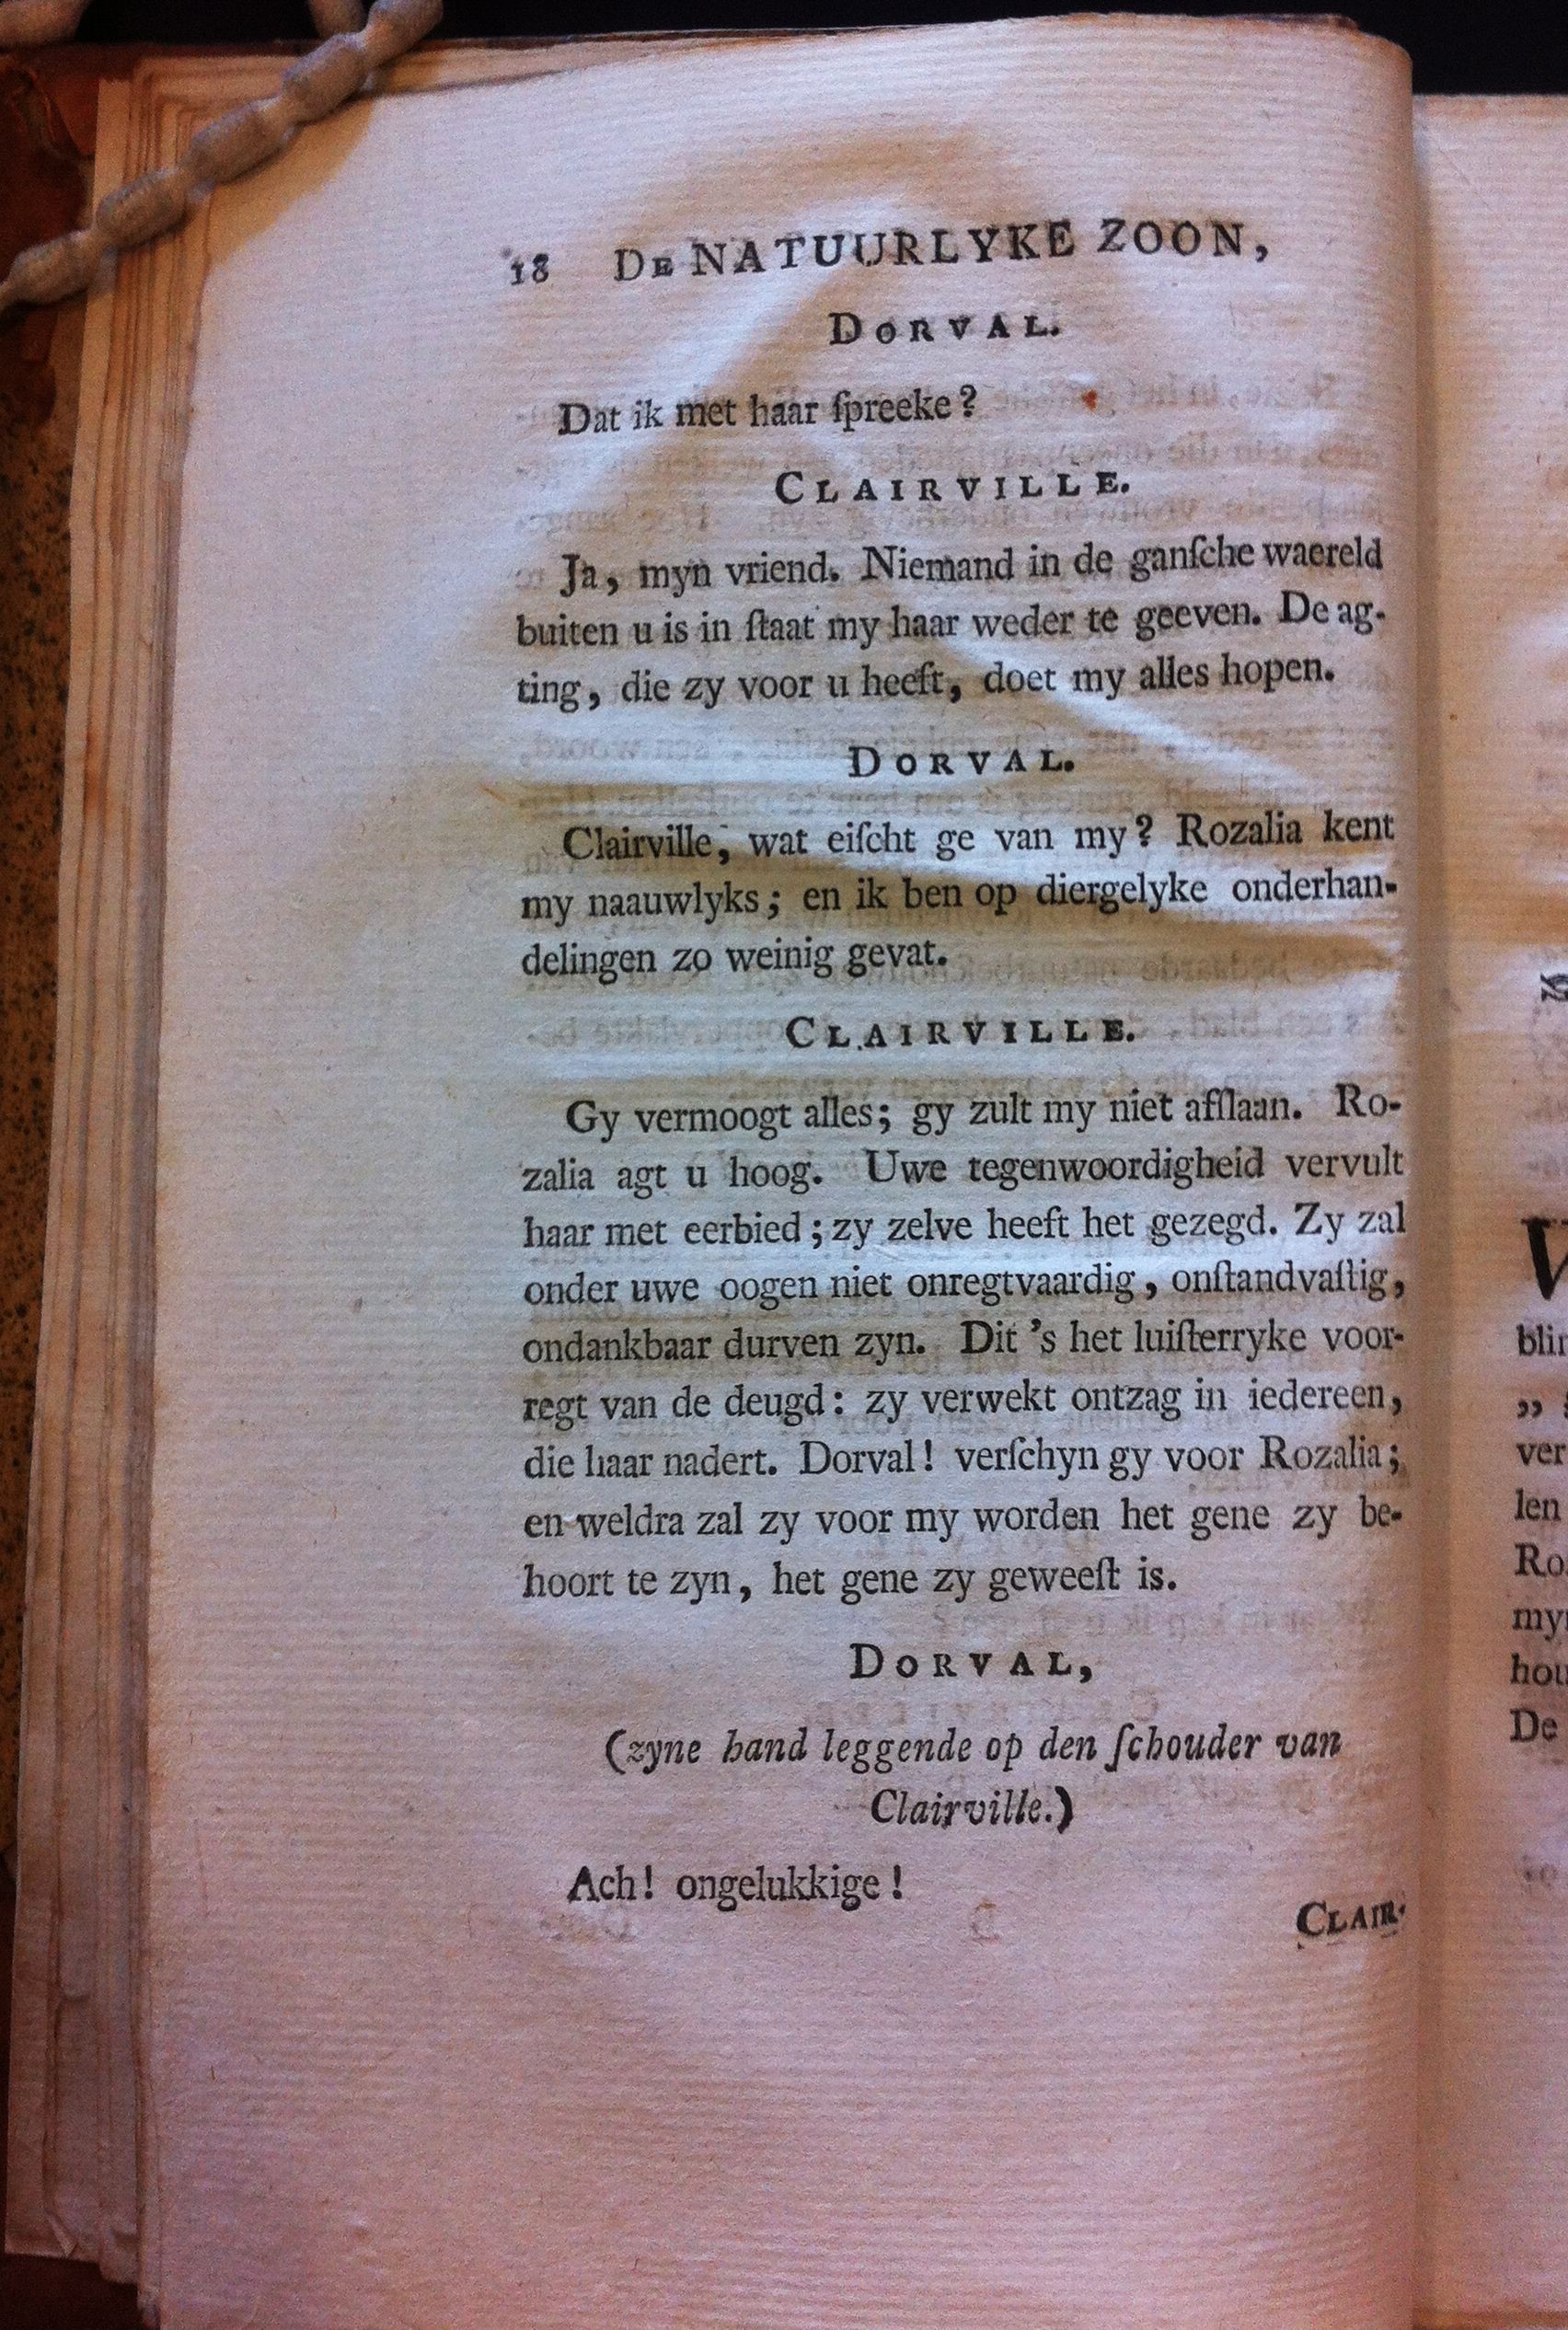 18 DE NATUURLYKE ZOON,
DORVAL.
Dat ik met haar ſpreeke?
CLAIRVILLE.
Ja, myn vriend. Niemand in de ganſche waereld
buiten u is in ſtaat my haar weder te geeven. De ag-
ting, die zy voor u heeft, doet my alles hopen.
DORVAL.
Clairville, wat eiſcht ge van my? Rozalia kent
my naauwlyks; en ik ben op diergelyke onderhan-
delingen zo weinig gevat.
CLAIRVILLE.
Gy vermoogt alles; gy zult my niet afſlaan. Ro-
zalia agt u hoog. Uwe tegenwoordigheid vervult
haar met eerbied; zy zelve heeft het gezegd. Zy zal
onder uwe oogen niet onregtvaardig, onſtandvaſtig,
ondankbaar durven zyn. Dit 's het luiſterryke voor-
regt van de deugd: zy verwekt ontzag in iedereen,
die haar nadert. Dorval! verſchyn gy voor Rozalia;
en weldra zal zy voor my worden het gene zy be-
hoort te zyn, het gene zy geweeſt is.
DORVAL,
(zyne hand leggende op den ſchouder van
Clairville.)
Ach! ongelukkige!
CLAIR-
blin
„
ver
len
Ro
myn
hou
De